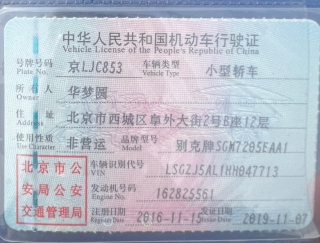 中华人民共和国机动车行驶证
Vehicle License of the People's Republic of China
号牌号码 京LJC853 车辆类型 小型轿车
Plate No. Vehicle Type
所有人 华梦圆
Owner
住址 北京市西城区阜外大街2号B座12层
Address
使用性质 非营运 品牌型号 别克牌SGM7205EAA1
Use Character Model
北京市公安局公安交通管理局
车辆识别代号 LSGZJ5AL1HH047713
VIN
发动机号码 162825561
Engine No.
注册日期 2016-11-15 发证日期 2019-11-07
Register Date Issue Date